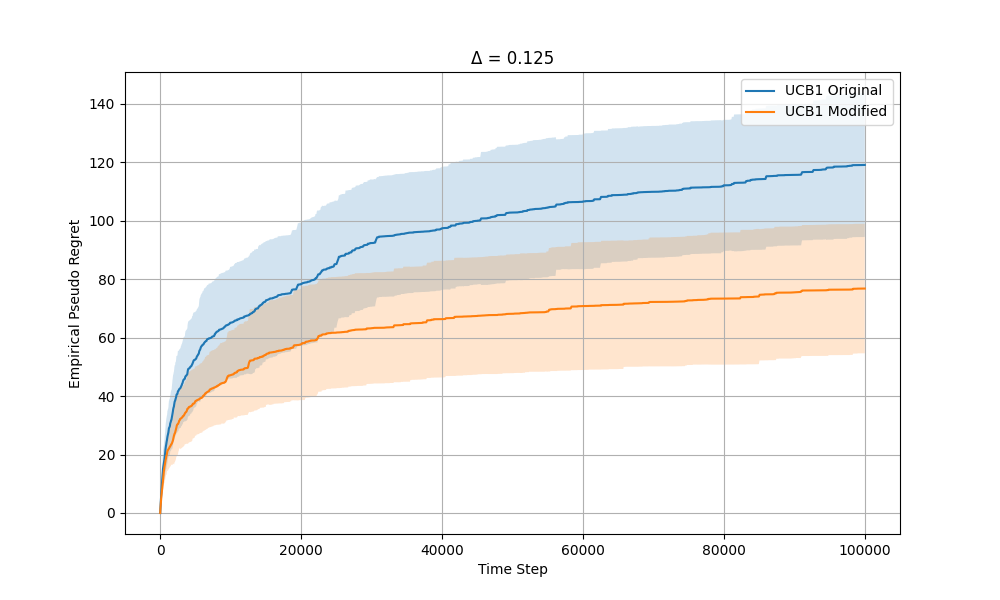 Δ = 0.125
UCB1 Original
UCB1 Modified
140
120
100
80
60
40
20
0
Empirical Pseudo Regret
0 20000 40000 60000 80000 100000
Time Step